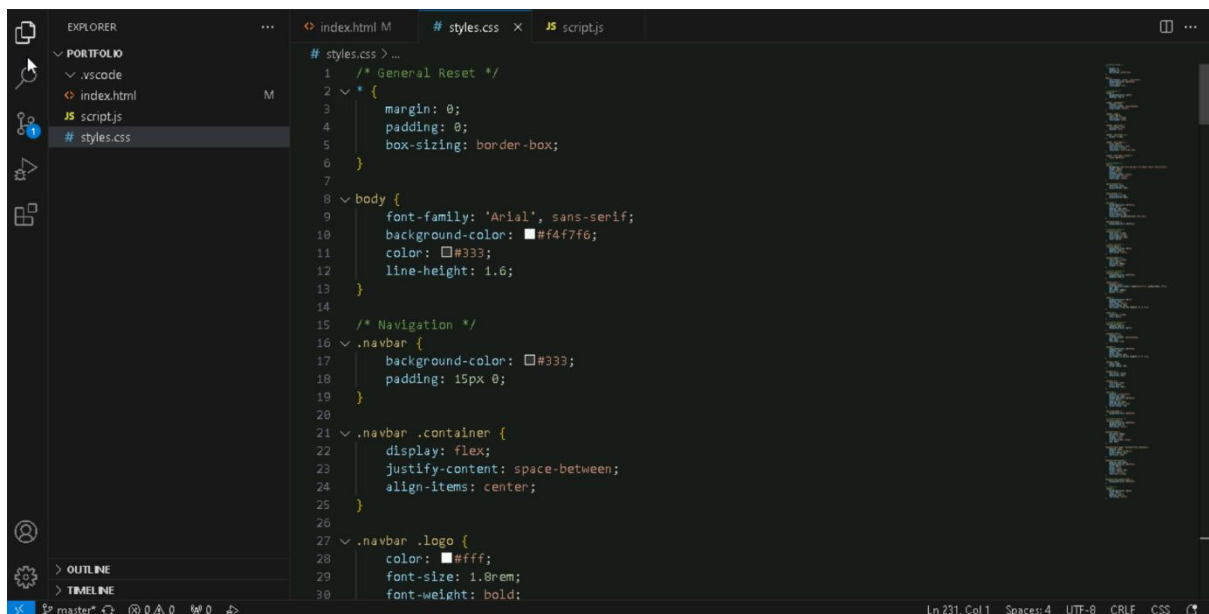 EXPLORER
PORTFOLIO
.vscode
index.html M
JS script.js
# styles.css
1
index.html M # styles.css JS script.js
# styles.css > ...
1 /* General Reset */
2 * {
3 margin: 0;
4 padding: 0;
5 box-sizing: border-box;
6 }
7
8 body {
9 font-family: 'Arial', sans-serif;
10 background-color: #f4f7f6;
11 color: #333;
12 line-height: 1.6;
13 }
14
15 /* Navigation */
16 .navbar {
17 background-color: #333;
18 padding: 15px 0;
19 }
20
21 .navbar .container {
22 display: flex;
23 justify-content: space-between;
24 align-items: center;
25 }
26
27 .navbar .logo {
28 color: #fff;
29 font-size: 1.8rem;
30 font-weight: bold;
OUTLINE
TIMELINE
master* 0 0 0 Ln 231, Col 1 Spaces: 4 UTF-8 CRLF CSS